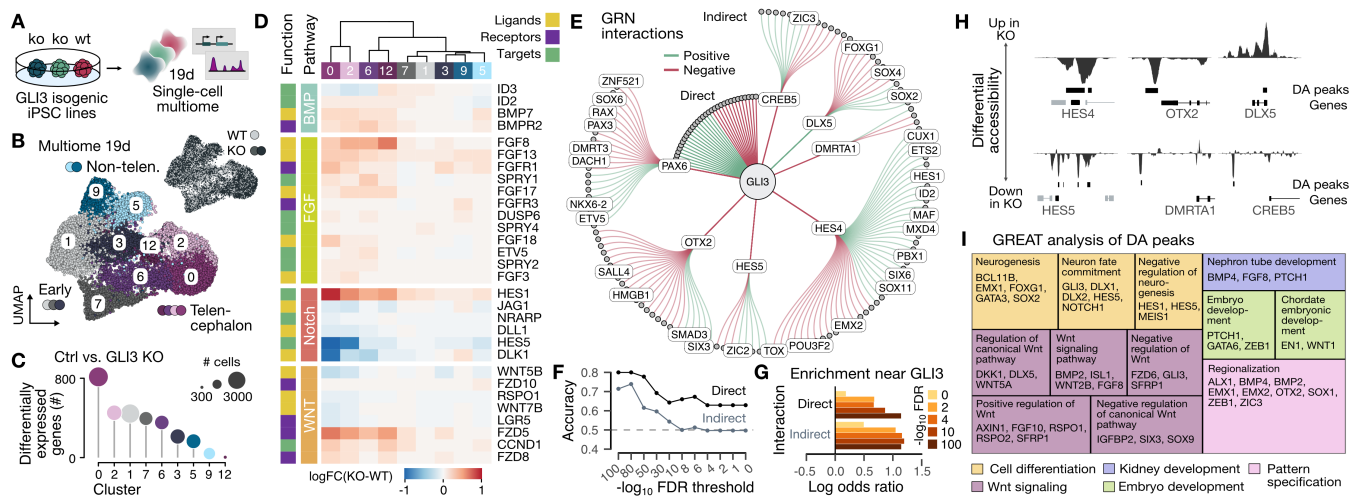 A
ko ko wt
GLI3 isogenic
iPSC lines
19d
Single-cell
multiome
B
Multiome 19d
WT
KO
Non-telen.
9
5
1
3
12
2
6
0
7
Early
Telen-
cephalon
UMAP
C
Ctrl vs. GLI3 KO
# cells
300
3000
Differentially
expressed
genes (#)
800
0
0 2 1 7 6 3 5 9 12
Cluster
D
Function
Pathway
Ligands
Receptors
Targets
0 2 6 12 7 1 3 9 5
BMP
ID3
ID2
BMP7
BMPR2
FGF
FGF8
FGF13
FGFR1
SPRY1
FGF17
FGFR3
DUSP6
SPRY4
FGF18
ETV5
SPRY2
FGF3
Notch
HES1
JAG1
NRARP
DLL1
HES5
DLK1
WNT
WNT5B
FZD10
RSPO1
WNT7B
LGR5
FZD5
CCND1
FZD8
logFC(KO-WT)
-1 1
E
GRN
interactions
Positive
Negative
Indirect
Direct
ZIC3
FOXG1
SOX4
SOX2
CUX1
ETS2
HES1
ID2
MAF
MXD4
PBX1
SIX6
SOX11
EMX2
POU3F2
TOX
ZIC2
SIX3
SMAD3
HMGB1
SALL4
ETV5
NKX6-2
DACH1
DMRT3
PAX3
RAX
SOX6
ZNF521
CREB5
DLX5
DMRTA1
PAX6
GLI3
HES4
OTX2
HES5
F
Accuracy
0.8
0.7
0.6
0.5
0.4
Direct
Indirect
100 80 50 30 10 8 6 4 2 1 0
-log10 FDR threshold
G
Enrichment near GLI3
Interaction
Direct
Indirect
-0.5 0.0 0.5 1.0 1.5
Log odds ratio
-log10 FDR
0
2
4
10
100
H
Up in
KO
Differential
accessibility
Down
in KO
DA peaks
Genes
HES4
OTX2
DLX5
DA peaks
Genes
HES5
DMRTA1
CREB5
I
GREAT analysis of DA peaks
Neurogenesis
BCL11B,
EMX1, FOXG1,
GATA3, SOX2
Neuron fate
commitment
GLI3, DLX1,
DLX2, HES5,
NOTCH1
Negative
regulation of
neuro-
genesis
HES1, HES5,
MEIS1
Nephron tube development
BMP4, FGF8, PTCH1
Embryo
develop-
ment
PTCH1,
GATA6, ZEB1
Chordate
embryonic
develop-
ment
EN1, WNT1
Regulation of
canonical Wnt
pathway
DKK1, DLX5,
WNT5A
Wnt
signaling
pathway
BMP2, ISL1,
WNT2B, FGF8
Negative
regulation of
Wnt
FZD6, GLI3,
SFRP1
Regionalization
ALX1, BMP4, BMP2,
EMX1, EMX2, OTX2, SOX1,
ZEB1, ZIC3
Positive regulation of
Wnt
AXIN1, FGF10, RSPO1,
RSPO2, SFRP1
Negative regulation
of canonical Wnt
pathway
IGFBP2, SIX3, SOX9
Cell differentiation
Kidney development
Pattern
specification
Wnt signaling
Embryo development